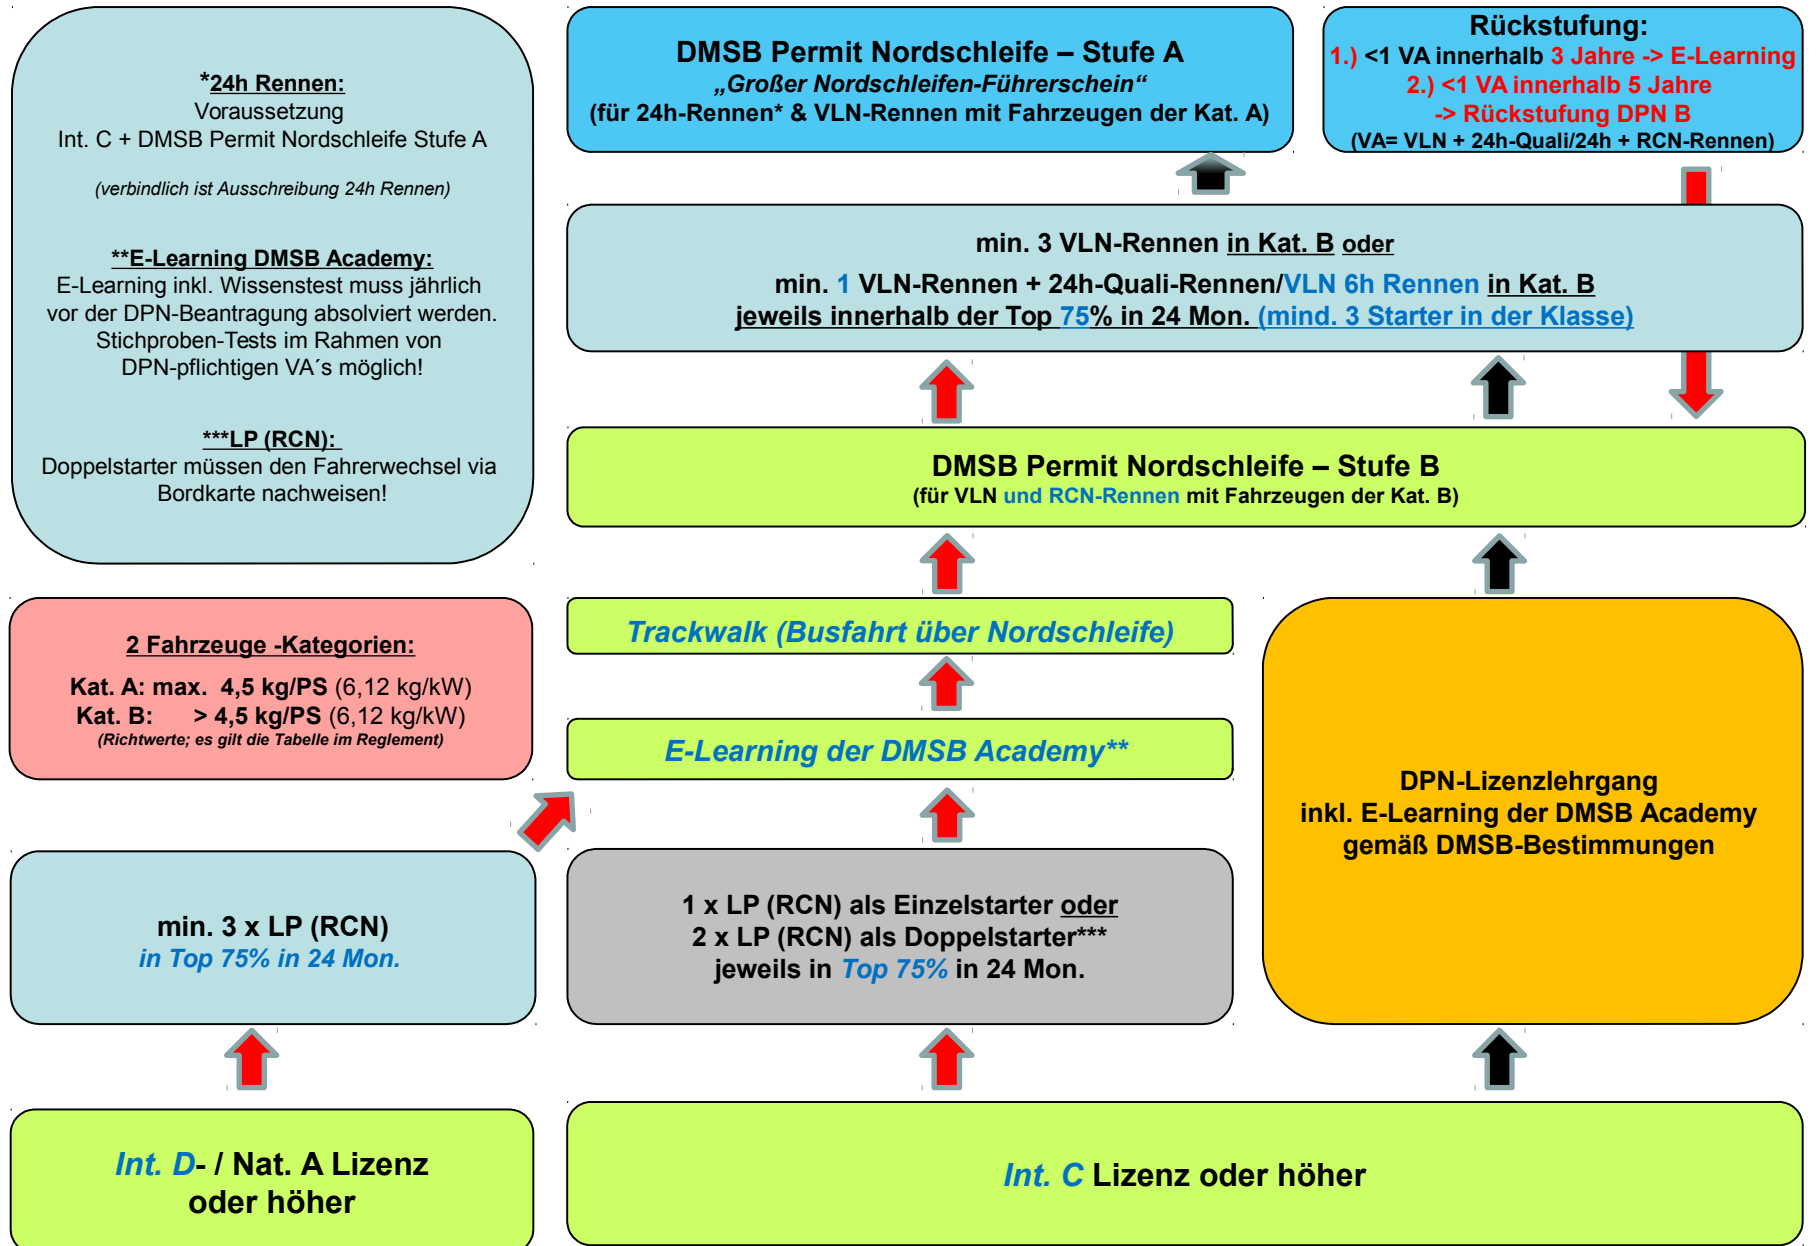 *24h Rennen:
Voraussetzung
Int. C + DMSB Permit Nordschleife Stufe A
(verbindlich ist Ausschreibung 24h Rennen)
**E-Learning DMSB Academy:
E-Learning inkl. Wissenstest muss jährlich
vor der DPN-Beantragung absolviert werden.
Stichproben-Tests im Rahmen von
DPN-pflichtigen VA´s möglich!
***LP (RCN):
Doppelstarter müssen den Fahrerwechsel via
Bordkarte nachweisen!
DMSB Permit Nordschleife – Stufe A
„Großer Nordschleifen-Führerschein“
(für 24h-Rennen* & VLN-Rennen mit Fahrzeugen der Kat. A)
Rückstufung:
1.) <1 VA innerhalb 3 Jahre -> E-Learning
2.) <1 VA innerhalb 5 Jahre
-> Rückstufung DPN B
(VA= VLN + 24h-Quali/24h + RCN-Rennen)
min. 3 VLN-Rennen in Kat. B oder
min. 1 VLN-Rennen + 24h-Quali-Rennen/VLN 6h Rennen in Kat. B
jeweils innerhalb der Top 75% in 24 Mon. (mind. 3 Starter in der Klasse)
DMSB Permit Nordschleife – Stufe B
(für VLN und RCN-Rennen mit Fahrzeugen der Kat. B)
2 Fahrzeuge -Kategorien:
Kat. A: max. 4,5 kg/PS (6,12 kg/kW)
Kat. B: > 4,5 kg/PS (6,12 kg/kW)
(Richtwerte; es gilt die Tabelle im Reglement)
Trackwalk (Busfahrt über Nordschleife)
E-Learning der DMSB Academy**
DPN-Lizenzlehrgang
inkl. E-Learning der DMSB Academy
gemäß DMSB-Bestimmungen
min. 3 x LP (RCN)
in Top 75% in 24 Mon.
1 x LP (RCN) als Einzelstarter oder
2 x LP (RCN) als Doppelstarter***
jeweils in Top 75% in 24 Mon.
Int. D- / Nat. A Lizenz
oder höher
Int. C Lizenz oder höher